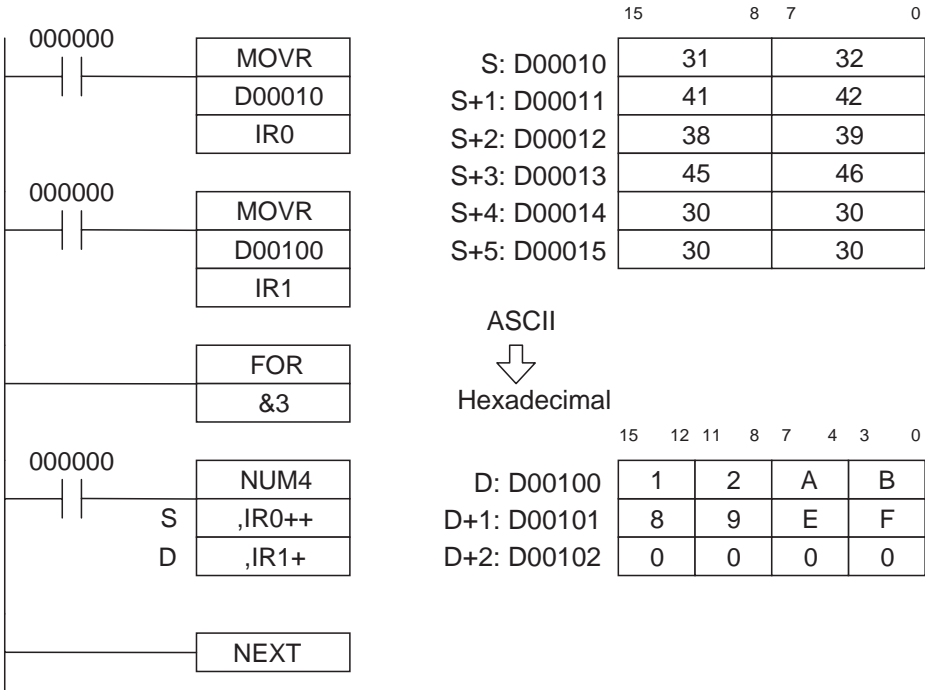 000000
MOVR
D00010
IR0
000000
MOVR
D00100
IR1
FOR
&3
000000
NUM4
S ,IR0++
D ,IR1+
NEXT
15 8 7 0
S: D00010 31 32
S+1: D00011 41 42
S+2: D00012 38 39
S+3: D00013 45 46
S+4: D00014 30 30
S+5: D00015 30 30
ASCII
Hexadecimal
15 12 11 8 7 4 3 0
D: D00100 1 2 A B
D+1: D00101 8 9 E F
D+2: D00102 0 0 0 0